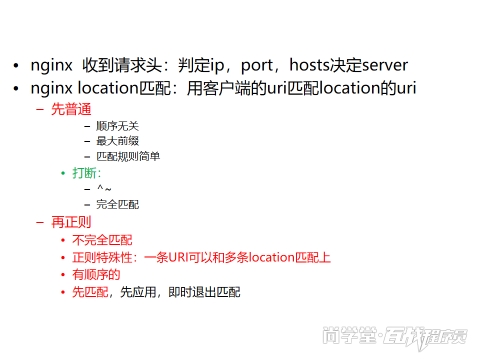 • nginx 收到请求头：判定ip，port，hosts决定server
• nginx location匹配：用客户端的uri匹配location的uri
– 先普通
– 顺序无关
– 最大前缀
– 匹配规则简单
• 打断：
– ^~
– 完全匹配
– 再正则
• 不完全匹配
• 正则特殊性：一条URI可以和多条location匹配上
• 有顺序的
• 先匹配，先应用，即时退出匹配
尚学堂·百战程序员